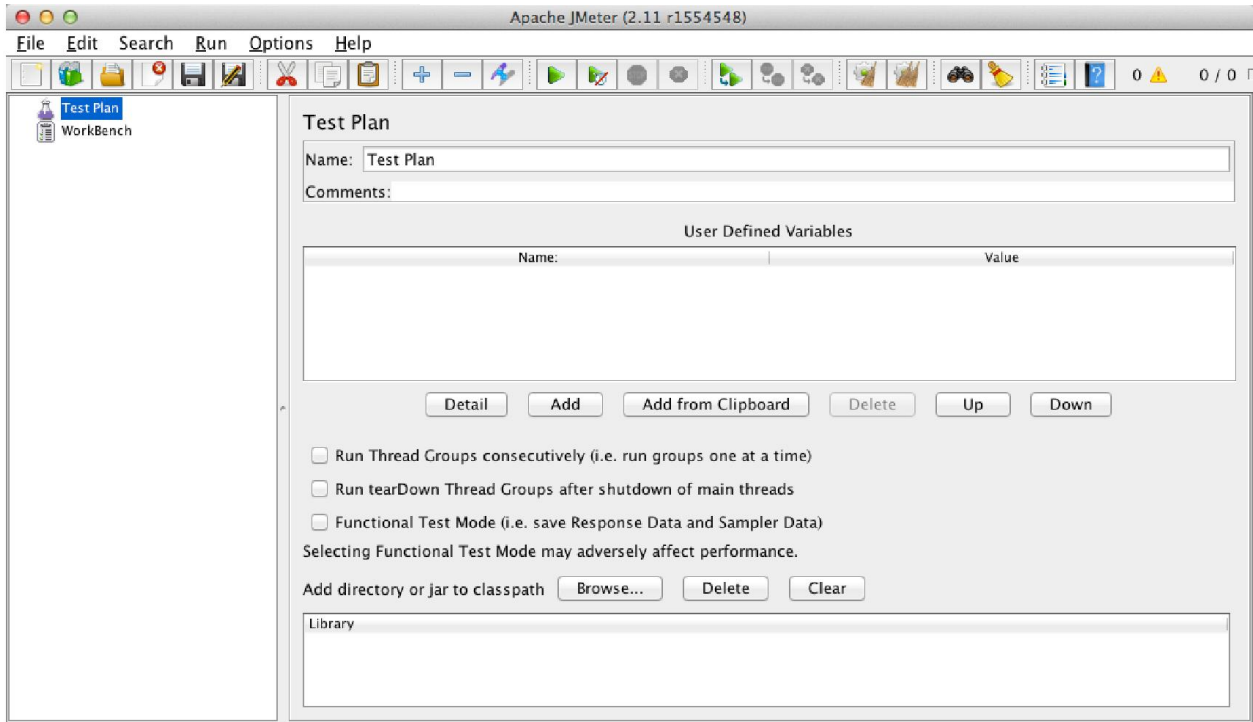 Apache JMeter (2.11 r1554548)
File Edit Search Run Options Help
0 0 / 0
Test Plan
WorkBench
Test Plan
Name: Test Plan
Comments:
User Defined Variables
Name: Value
Detail Add Add from Clipboard Delete Up Down
Run Thread Groups consecutively (i.e. run groups one at a time)
Run tearDown Thread Groups after shutdown of main threads
Functional Test Mode (i.e. save Response Data and Sampler Data)
Selecting Functional Test Mode may adversely affect performance.
Add directory or jar to classpath Browse... Delete Clear
Library